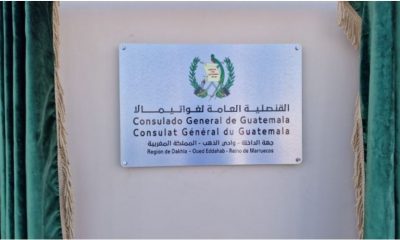 القنصلية العامة لغواتيمالا
Consulado General de Guatemala
Consulat Général du Guatemala
جهة الداخلة - وادي الذهب - المملكة المغربية
Region de Dakhla - Oued Eddahab - Reino de Marruecos